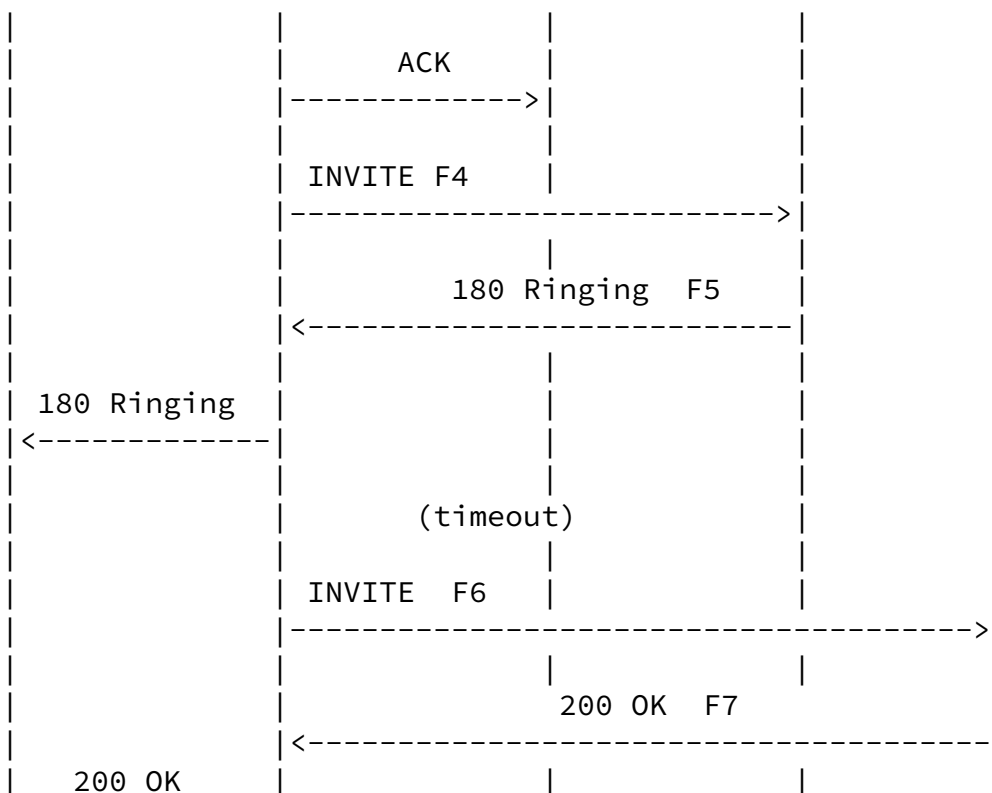 ACK
INVITE F4
180 Ringing F5
180 Ringing
(timeout)
INVITE F6
200 OK F7
200 OK